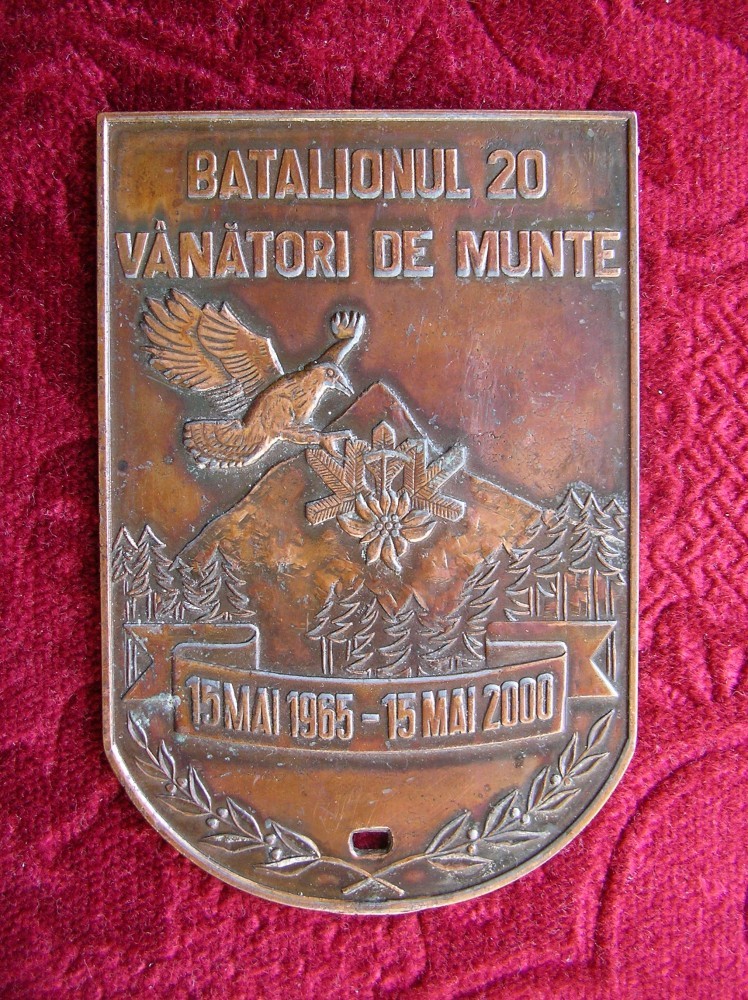 BATALIONUL 20
VÂNĂTORI DE MUNTE
15 MAI 1965 - 15 MAI 2000